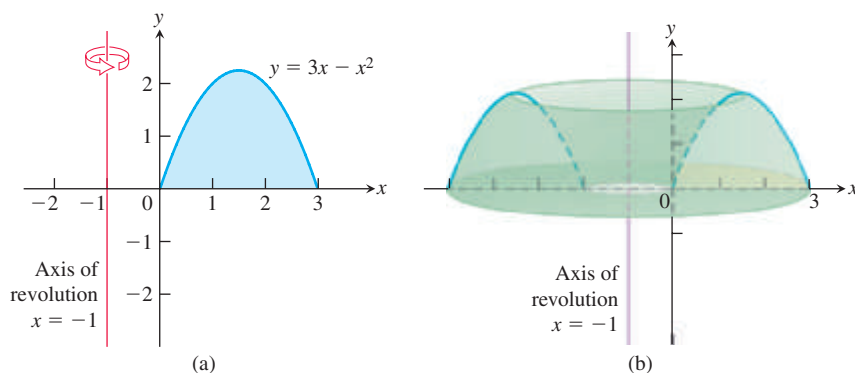 y
y = 3x − x²
2
1
−2 −1 0 1 2 3 x
−1
−2
Axis of
revolution
x = −1
(a)
y
0 3 x
Axis of
revolution
x = −1
(b)